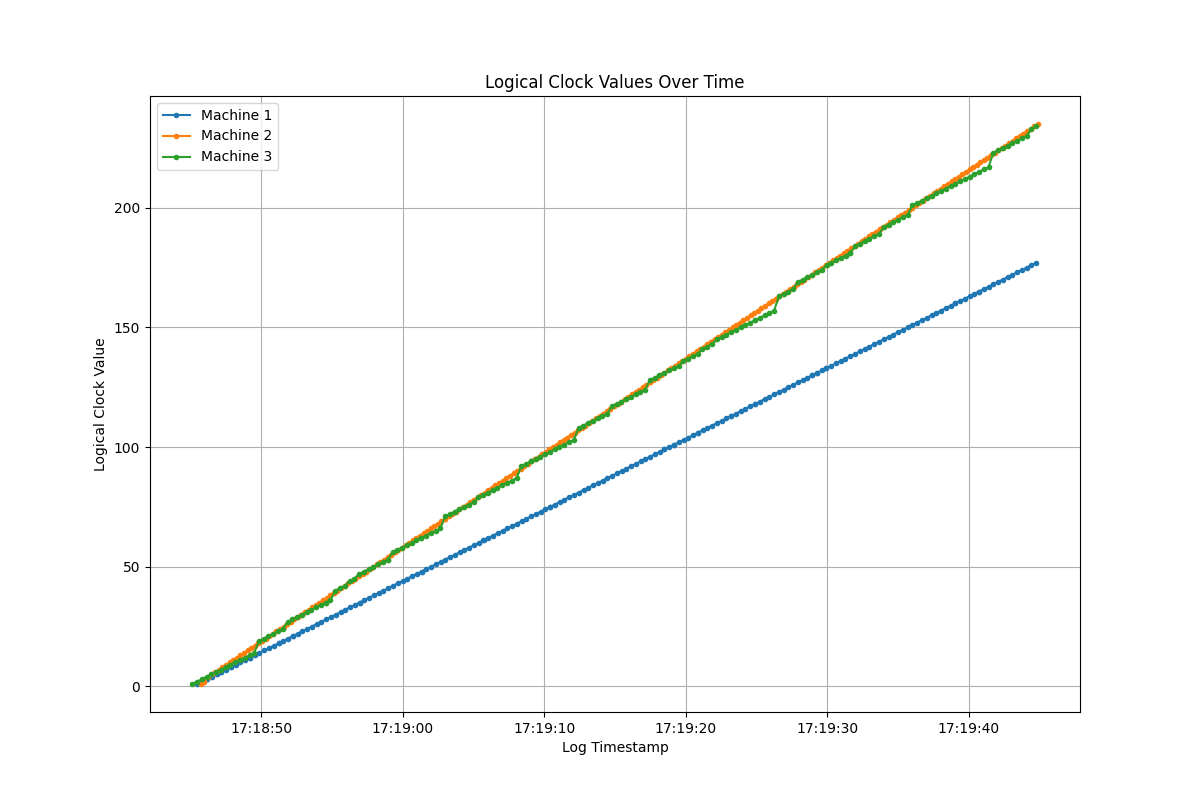 Logical Clock Values Over Time
Machine 1
Machine 2
Machine 3
Logical Clock Value
200
150
100
50
0
17:18:50 17:19:00 17:19:10 17:19:20 17:19:30 17:19:40
Log Timestamp